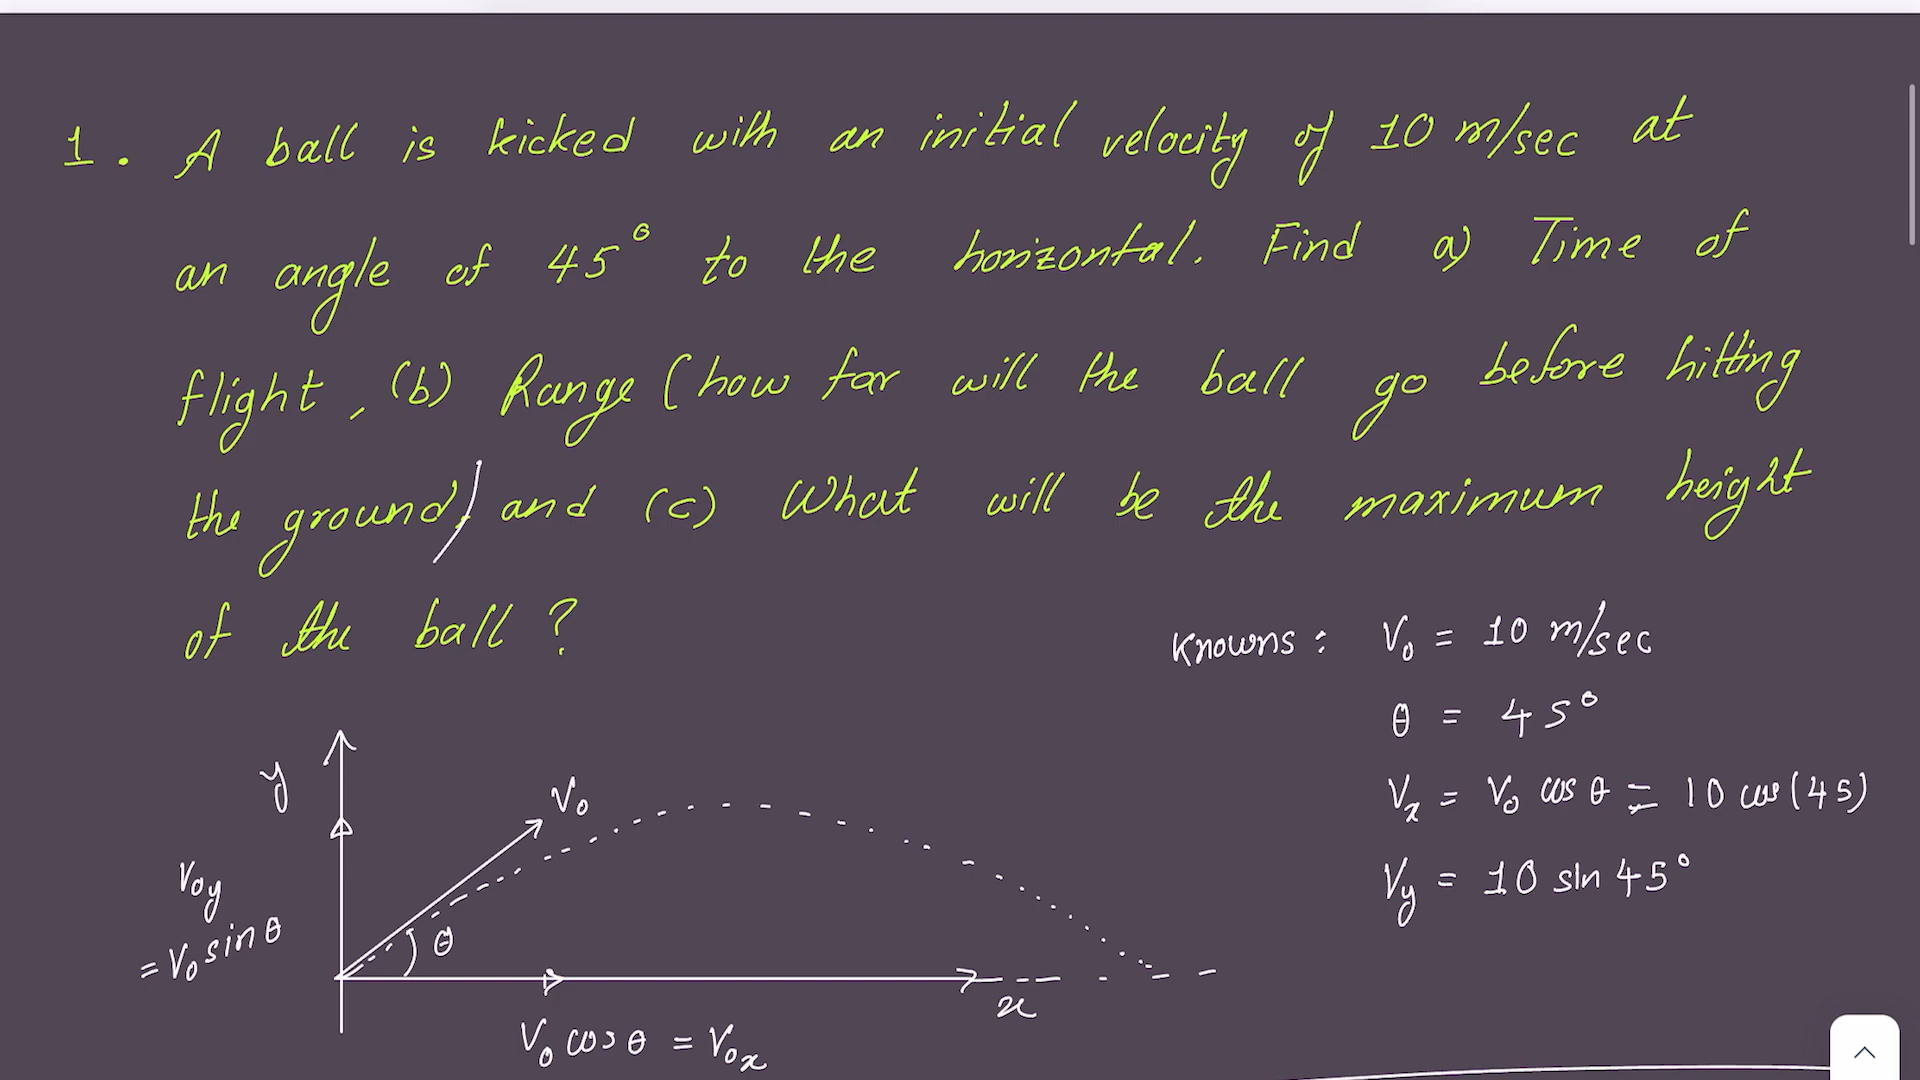 1. A ball is kicked with an initial velocity of 10 m/sec at
an angle of 45° to the horizontal. Find a) Time of
flight, (b) Range (how far will the ball go before hitting
the ground) and (c) What will be the maximum height
of the ball ?
Knowns : V₀ = 10 m/sec
θ = 45°
Vₓ = V₀ cos θ = 10 cos(45)
Vy = 10 sin 45°
y
V₀
V₀y
= V₀ sin θ
θ
x
V₀ cos θ = V₀ₓ